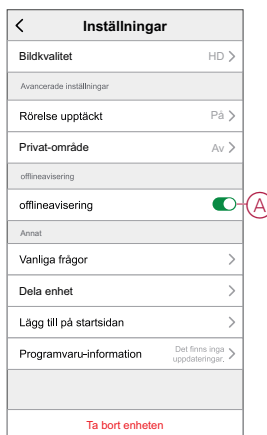 Inställningar
Bildkvalitet HD
Avancerade inställningar
Rörelse upptäckt På
Privat-område Av
offlineavisering
offlineavisering
A
Annat
Vanliga frågor
Dela enhet
Lägg till på startsidan
Programvaru-information Det finns inga
uppdateringar.
Ta bort enheten